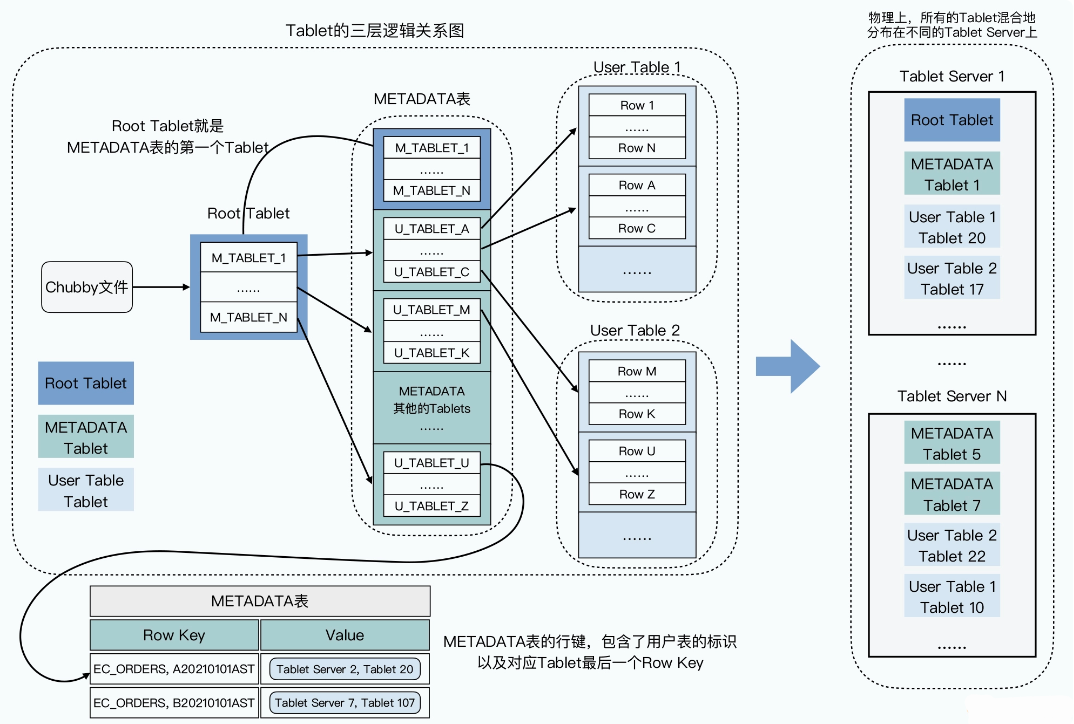 Tablet的三层逻辑关系图
物理上，所有的Tablet混合地
分布在不同的Tablet Server上
Root Tablet就是
METADATA表的第一个Tablet
Chubby文件
Root Tablet
M_TABLET_1
......
M_TABLET_N
Root Tablet
METADATA
Tablet
User Table
Tablet
METADATA表
M_TABLET_1
......
M_TABLET_N
U_TABLET_A
......
U_TABLET_C
U_TABLET_M
......
U_TABLET_K
METADATA
其他的Tablets
......
U_TABLET_U
......
U_TABLET_Z
User Table 1
Row 1
......
Row N
Row A
......
Row C
......
User Table 2
Row M
......
Row K
Row U
......
Row Z
......
Tablet Server 1
Root Tablet
METADATA
Tablet 1
User Table 1
Tablet 20
User Table 2
Tablet 17
......
......
Tablet Server N
METADATA
Tablet 5
METADATA
Tablet 7
User Table 2
Tablet 22
User Table 1
Tablet 10
......
METADATA表
Row Key Value
EC_ORDERS, A20210101AST Tablet Server 2, Tablet 20
EC_ORDERS, B20210101AST Tablet Server 7, Tablet 107
METADATA表的行键，包含了用户表的标识
以及对应Tablet最后一个Row Key